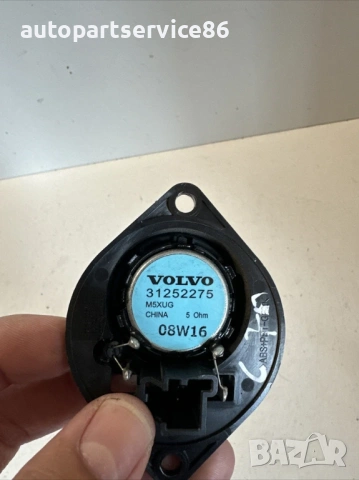 autopartservice86
VOLVO
31252275
M5XUG
CHINA 5 Ohm
08W16
BAZAR